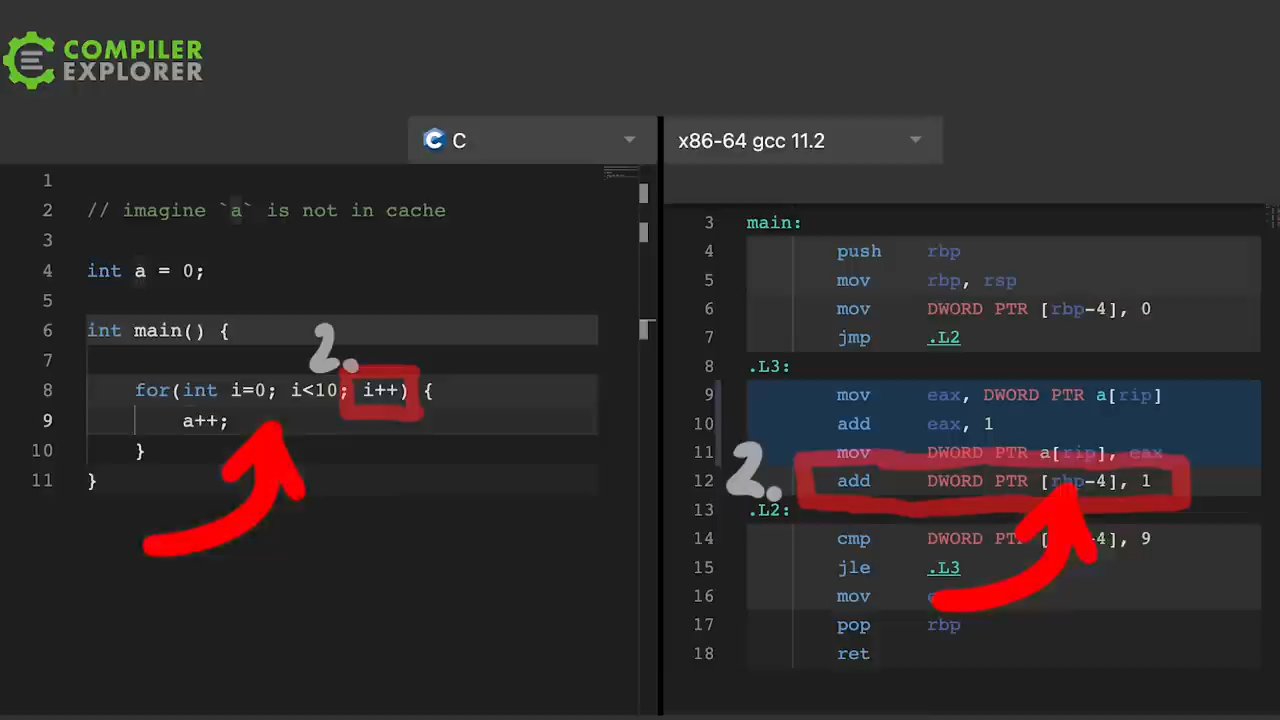 COMPILER
EXPLORER
C
x86-64 gcc 11.2
1
2 // imagine `a` is not in cache
3
4 int a = 0;
5
6 int main() {
7
8 for(int i=0; i<10; i++) {
9 a++;
10 }
11 }
2.
3 main:
4 push rbp
5 mov rbp, rsp
6 mov DWORD PTR [rbp-4], 0
7 jmp .L2
8 .L3:
9 mov eax, DWORD PTR a[rip]
10 add eax, 1
11 mov DWORD PTR a[rip], eax
12 add DWORD PTR [rbp-4], 1
13 .L2:
14 cmp DWORD PTR 4], 9
15 jle .L3
16 mov
17 pop rbp
18 ret
2.